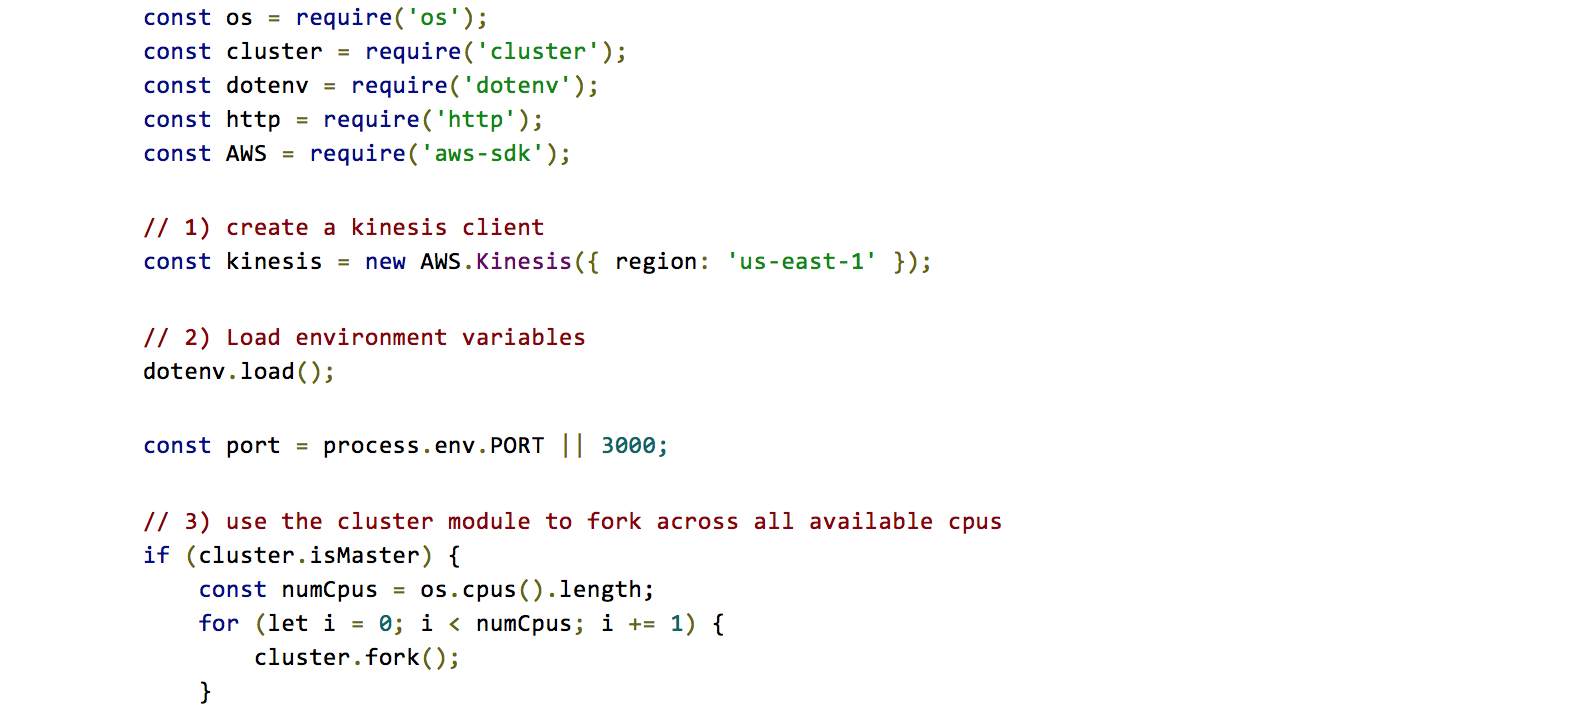 const os = require('os');
const cluster = require('cluster');
const dotenv = require('dotenv');
const http = require('http');
const AWS = require('aws-sdk');
// 1) create a kinesis client
const kinesis = new AWS.Kinesis({ region: 'us-east-1' });
// 2) Load environment variables
dotenv.load();
const port = process.env.PORT || 3000;
// 3) use the cluster module to fork across all available cpus
if (cluster.isMaster) {
    const numCpus = os.cpus().length;
    for (let i = 0; i < numCpus; i += 1) {
        cluster.fork();
    }